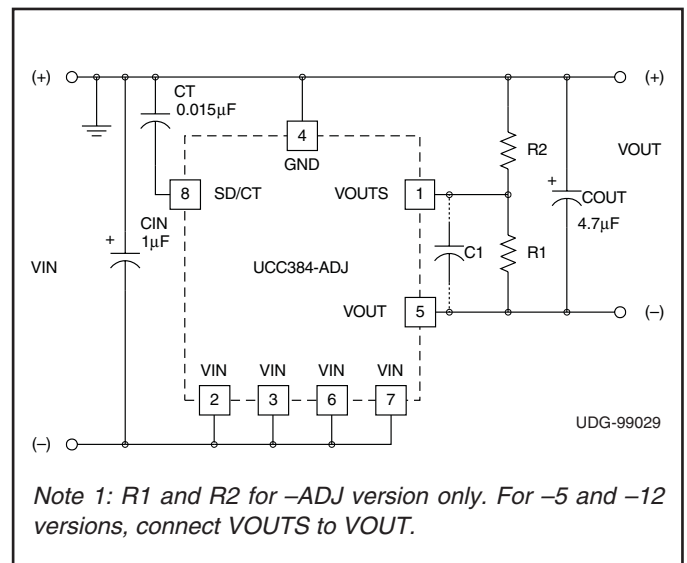 (+)
(+)
CT
0.015µF
4
GND
R2
VOUT
8
SD/CT
VOUTS
1
+
COUT
4.7µF
CIN
1µF
+
VIN
UCC384-ADJ
C1
R1
VOUT
5
(–)
VIN
VIN
VIN
VIN
2
3
6
7
UDG-99029
(–)
Note 1: R1 and R2 for –ADJ version only. For –5 and –12
versions, connect VOUTS to VOUT.